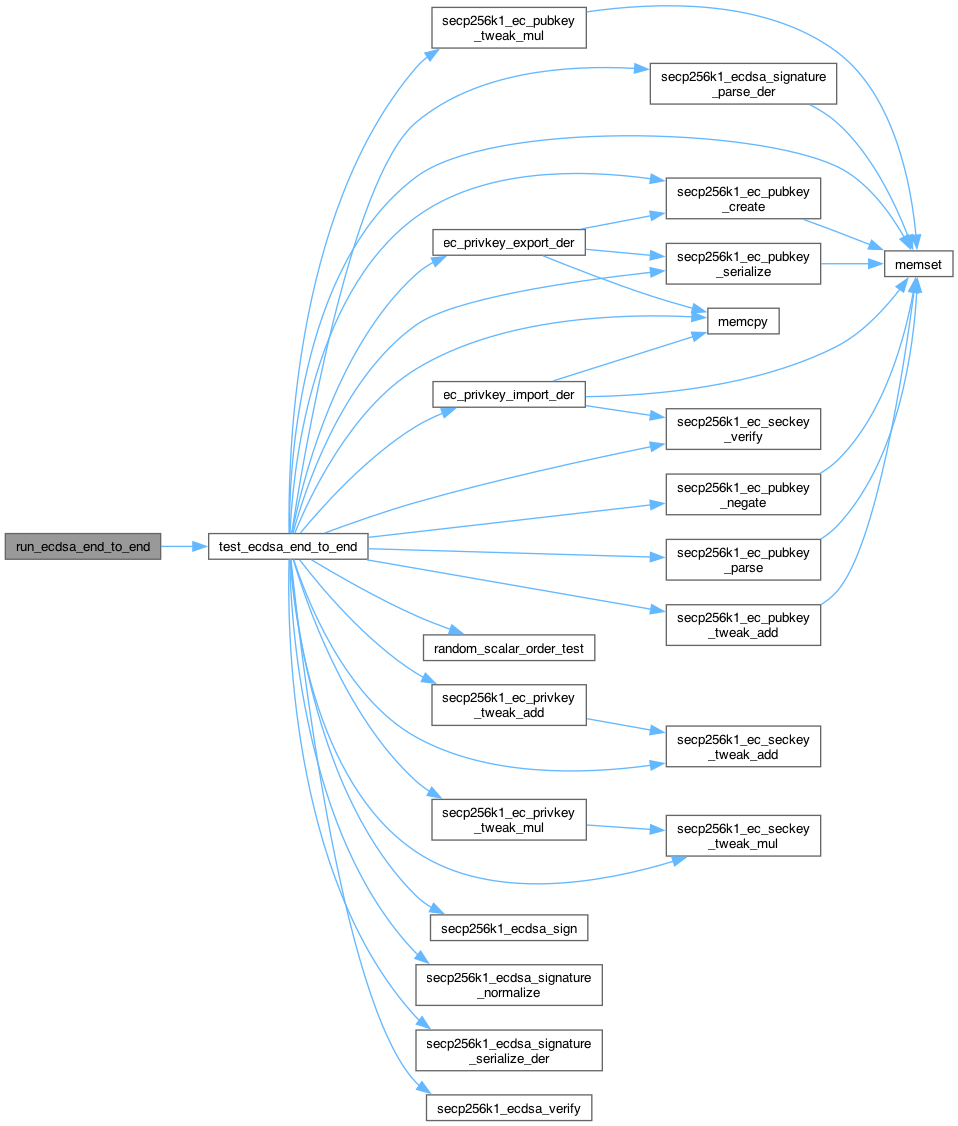 secp256k1_ec_pubkey
_tweak_mul
secp256k1_ecdsa_signature
_parse_der
secp256k1_ec_pubkey
_create
ec_privkey_export_der
secp256k1_ec_pubkey
_serialize
memset
memcpy
ec_privkey_import_der
secp256k1_ec_seckey
_verify
secp256k1_ec_pubkey
_negate
run_ecdsa_end_to_end
test_ecdsa_end_to_end
secp256k1_ec_pubkey
_parse
secp256k1_ec_pubkey
_tweak_add
random_scalar_order_test
secp256k1_ec_privkey
_tweak_add
secp256k1_ec_seckey
_tweak_add
secp256k1_ec_privkey
_tweak_mul
secp256k1_ec_seckey
_tweak_mul
secp256k1_ecdsa_sign
secp256k1_ecdsa_signature
_normalize
secp256k1_ecdsa_signature
_serialize_der
secp256k1_ecdsa_verify